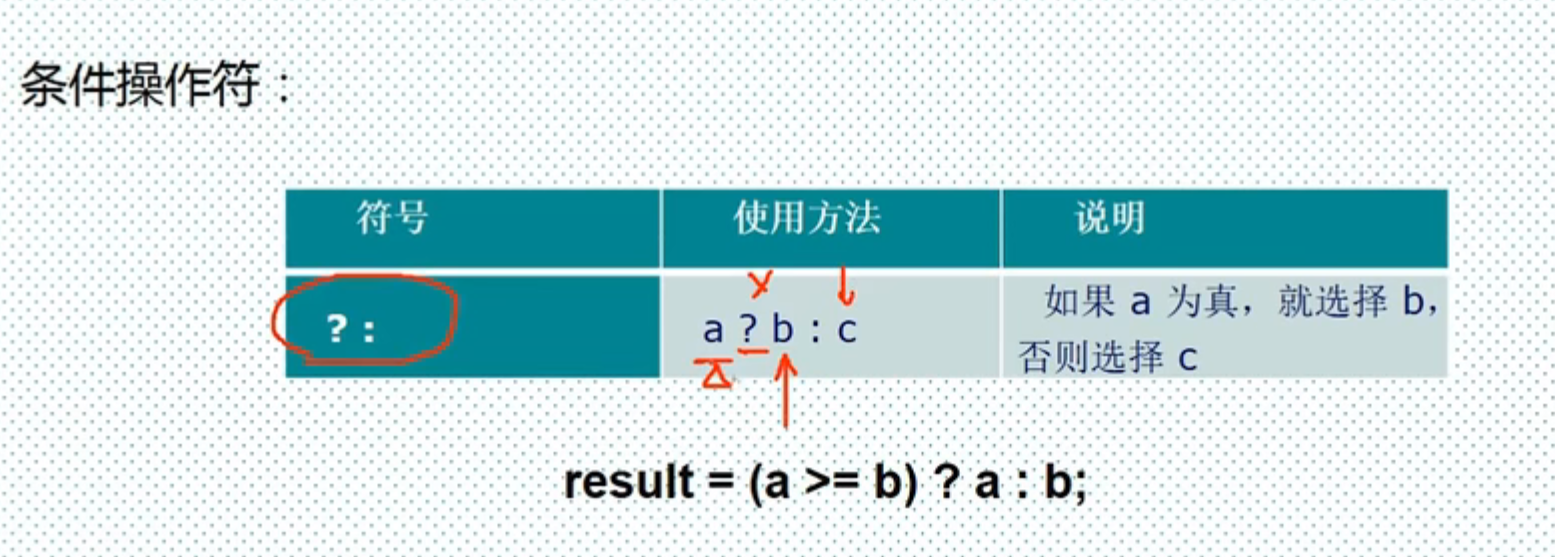 条件操作符：
符号 使用方法 说明
? : a ? b : c 如果 a 为真，就选择 b，
否则选择 c
result = (a >= b) ? a : b;